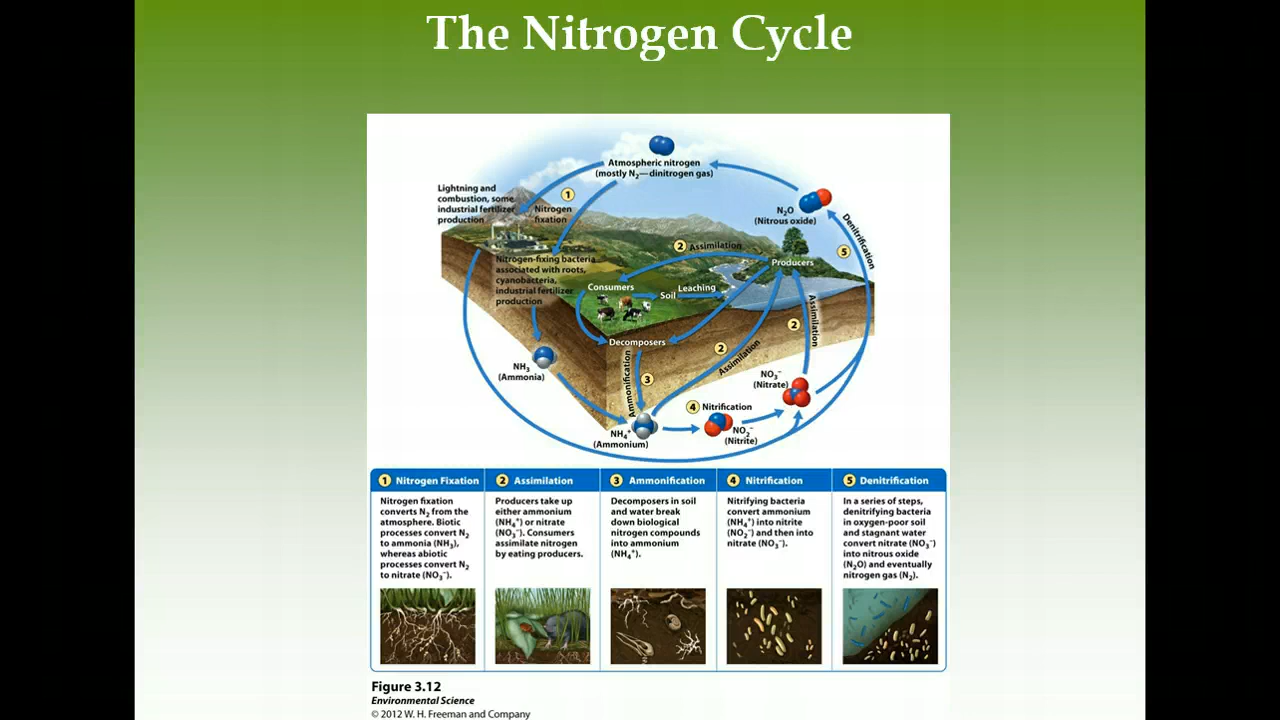 The Nitrogen Cycle
Atmospheric nitrogen
(mostly N₂—dinitrogen gas)
Lightning and
combustion, some
industrial fertilizer
production
1
Nitrogen
fixation
N₂O
(Nitrous oxide)
Denitrification
5
2 Assimilation
Producers
Nitrogen-fixing bacteria
associated with roots,
cyanobacteria,
industrial fertilizer
production
Consumers
Soil
Leaching
Decomposers
Assimilation
2
2
Assimilation
NH₃
(Ammonia)
Ammonification
3
NO₃⁻
(Nitrate)
4 Nitrification
NH₄⁺
(Ammonium)
NO₂⁻
(Nitrite)
1 Nitrogen Fixation
Nitrogen fixation
converts N₂ from the
atmosphere. Biotic
processes convert N₂
to ammonia (NH₃),
whereas abiotic
processes convert N₂
to nitrate (NO₃⁻).
2 Assimilation
Producers take up
either ammonium
(NH₄⁺) or nitrate
(NO₃⁻). Consumers
assimilate nitrogen
by eating producers.
3 Ammonification
Decomposers in soil
and water break
down biological
nitrogen compounds
into ammonium
(NH₄⁺).
4 Nitrification
Nitrifying bacteria
convert ammonium
(NH₄⁺) into nitrite
(NO₂⁻) and then into
nitrate (NO₃⁻).
5 Denitrification
In a series of steps,
denitrifying bacteria
in oxygen-poor soil
and stagnant water
convert nitrate (NO₃⁻)
into nitrous oxide
(N₂O) and eventually
nitrogen gas (N₂).
Figure 3.12
Environmental Science
© 2012 W. H. Freeman and Company